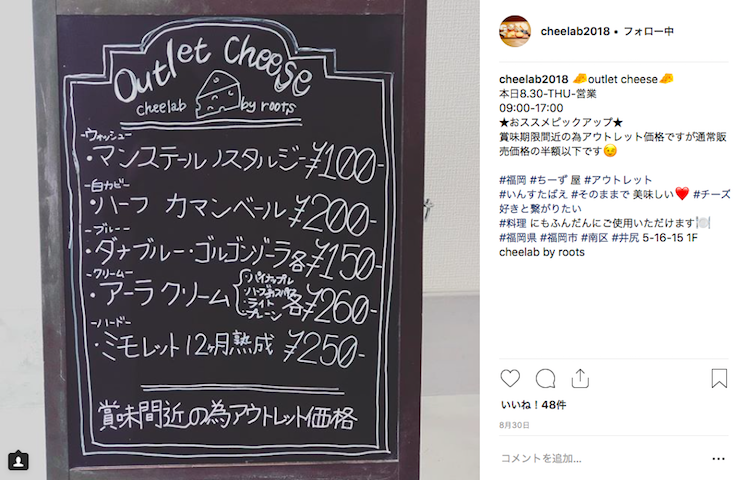 Outlet Cheese
cheelab by roots
-ウォッシュ-
・マンステールノスタルジー ¥100-
-白カビ-
・ハーフ カマンベール ¥200-
-ブルー-
・ダナブルー・ゴルゴンゾーラ各¥150-
-クリーム-
・アーラ クリーム
・パイナップル
・ハーブ&スパイス
・ライト
・プレーン
各¥260-
-ハード-
・ミモレット12ヶ月熟成 ¥250-
賞味間近の為アウトレット価格
cheelab2018 • フォロー中
cheelab2018 🧀outlet cheese🧀
本日8.30-THU-営業
09:00-17:00
★おススメピックアップ★
賞味期限間近の為アウトレット価格ですが通常販
売価格の半額以下です😉
#福岡 #ちーず 屋 #アウトレット
#いんすたばえ #そのままで 美味しい❤️ #チーズ
好きと繋がりたい
#料理 にもふんだんにご使用いただけます🍽
#福岡県 #福岡市 #南区 #井尻 5-16-15 1F
cheelab by roots
いいね！48件
8月30日
コメントを追加...